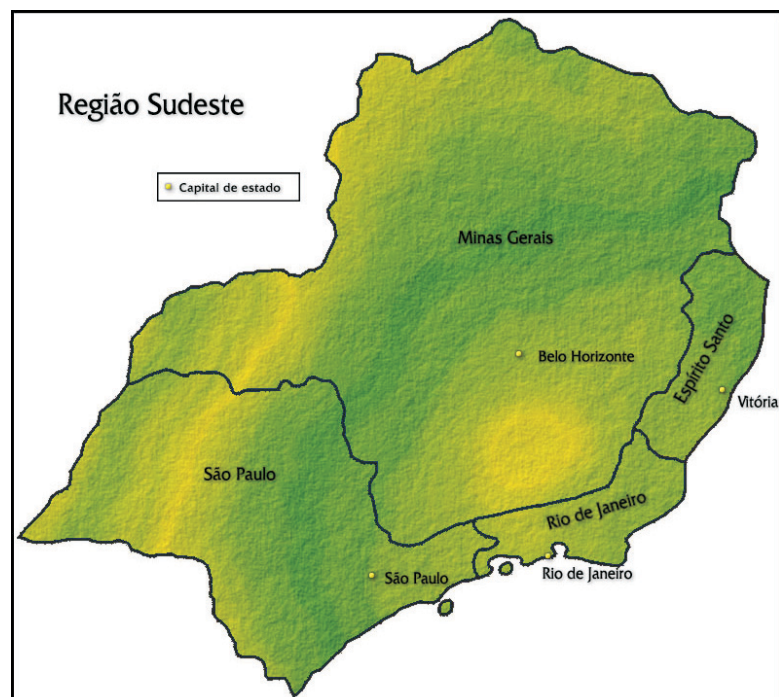 Região Sudeste
Capital de estado
Minas Gerais
Belo Horizonte
Espírito Santo
Vitória
São Paulo
Rio de Janeiro
São Paulo
Rio de Janeiro